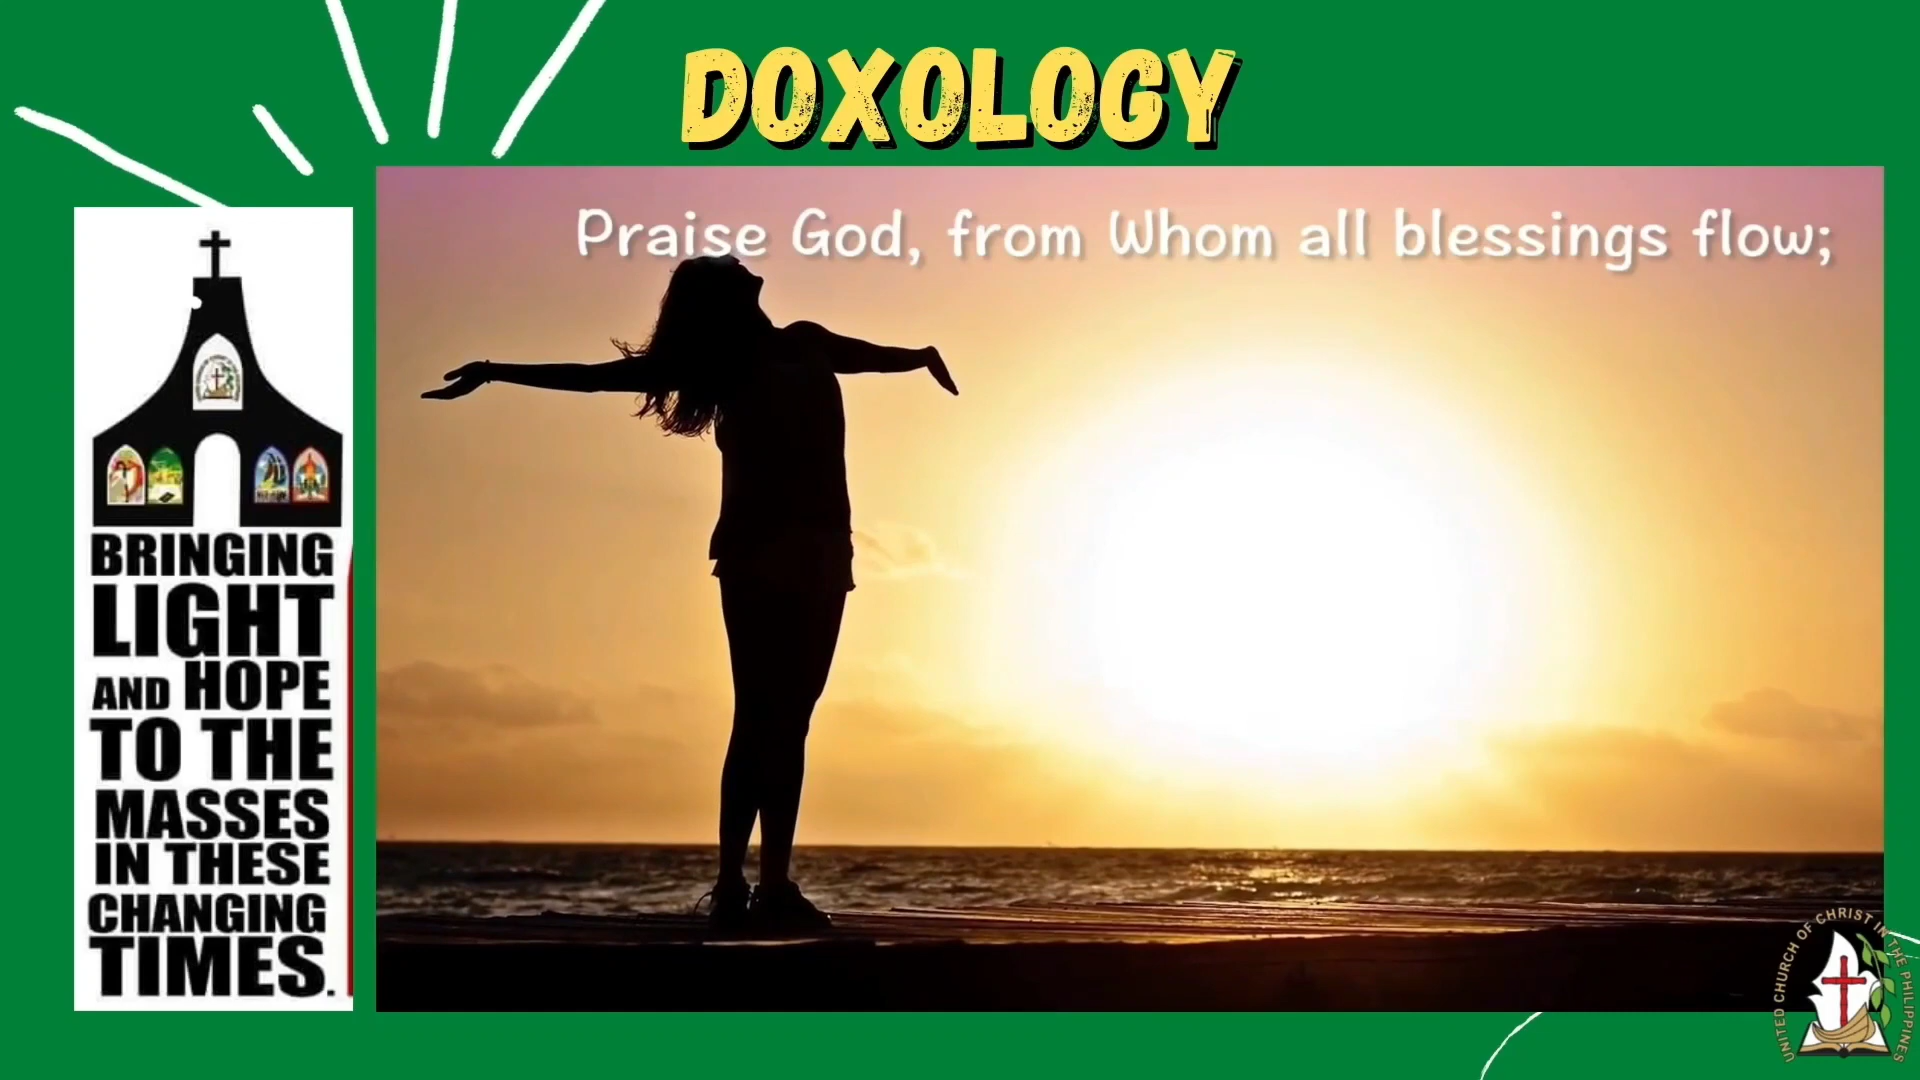 DOXOLOGY
Praise God, from Whom all blessings flow;
BRINGING
LIGHT
AND HOPE
TO THE
MASSES
IN THESE
CHANGING
TIMES.
UNITED CHURCH OF CHRIST IN THE PHILIPPINES